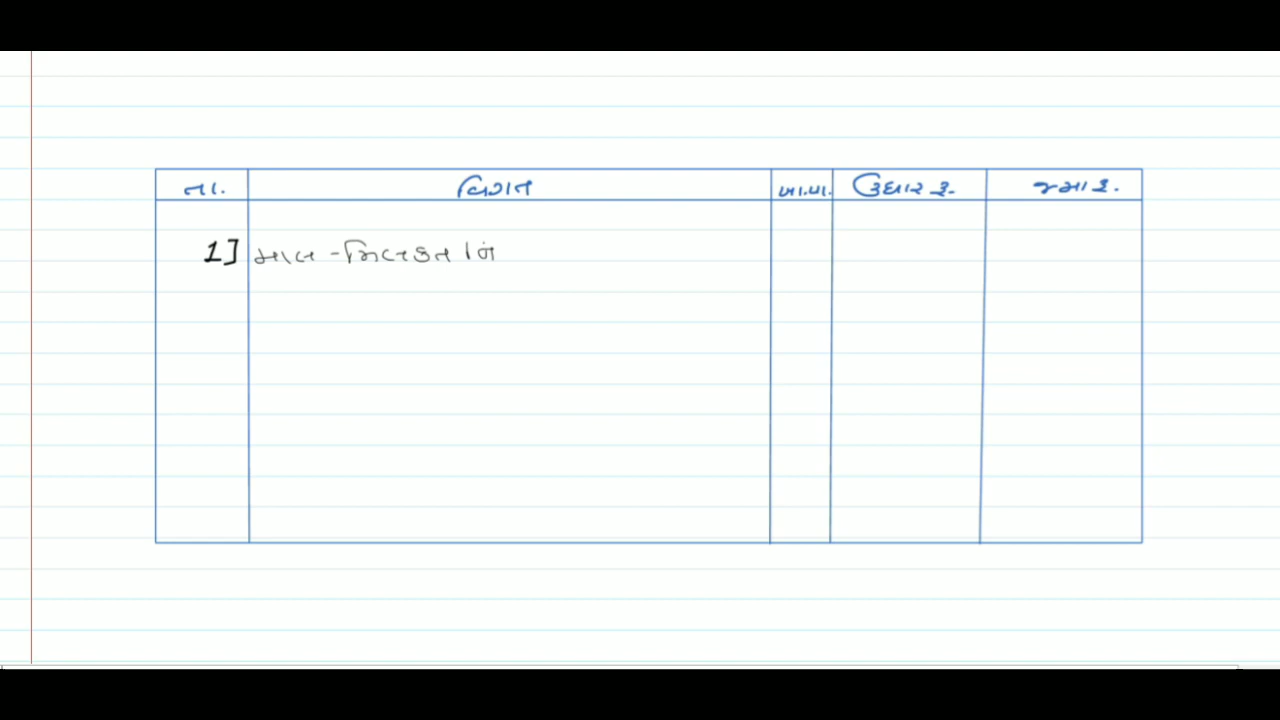 તા. વિગત ખા.પા. ઉધાર રૂ. જમા રૂ.
1] માલ-મિલકત